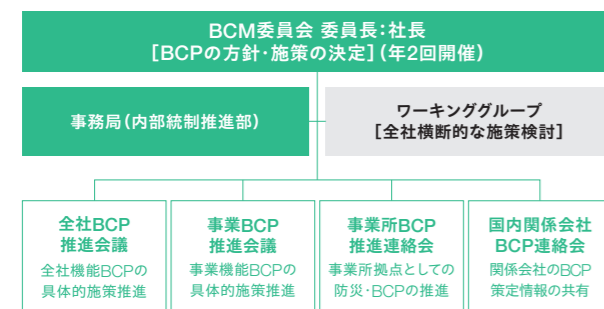 BCM委員会 委員長:社長
[BCPの方針・施策の決定](年2回開催)
事務局(内部統制推進部)
ワーキンググループ
[全社横断的な施策検討]
全社BCP
推進会議
全社機能BCPの
具体的施策推進
事業BCP
推進会議
事業機能BCPの
具体的施策推進
事業所BCP
推進連絡会
事業所拠点としての
防災・BCPの推進
国内関係会社
BCP連絡会
関係会社のBCP
策定情報の共有